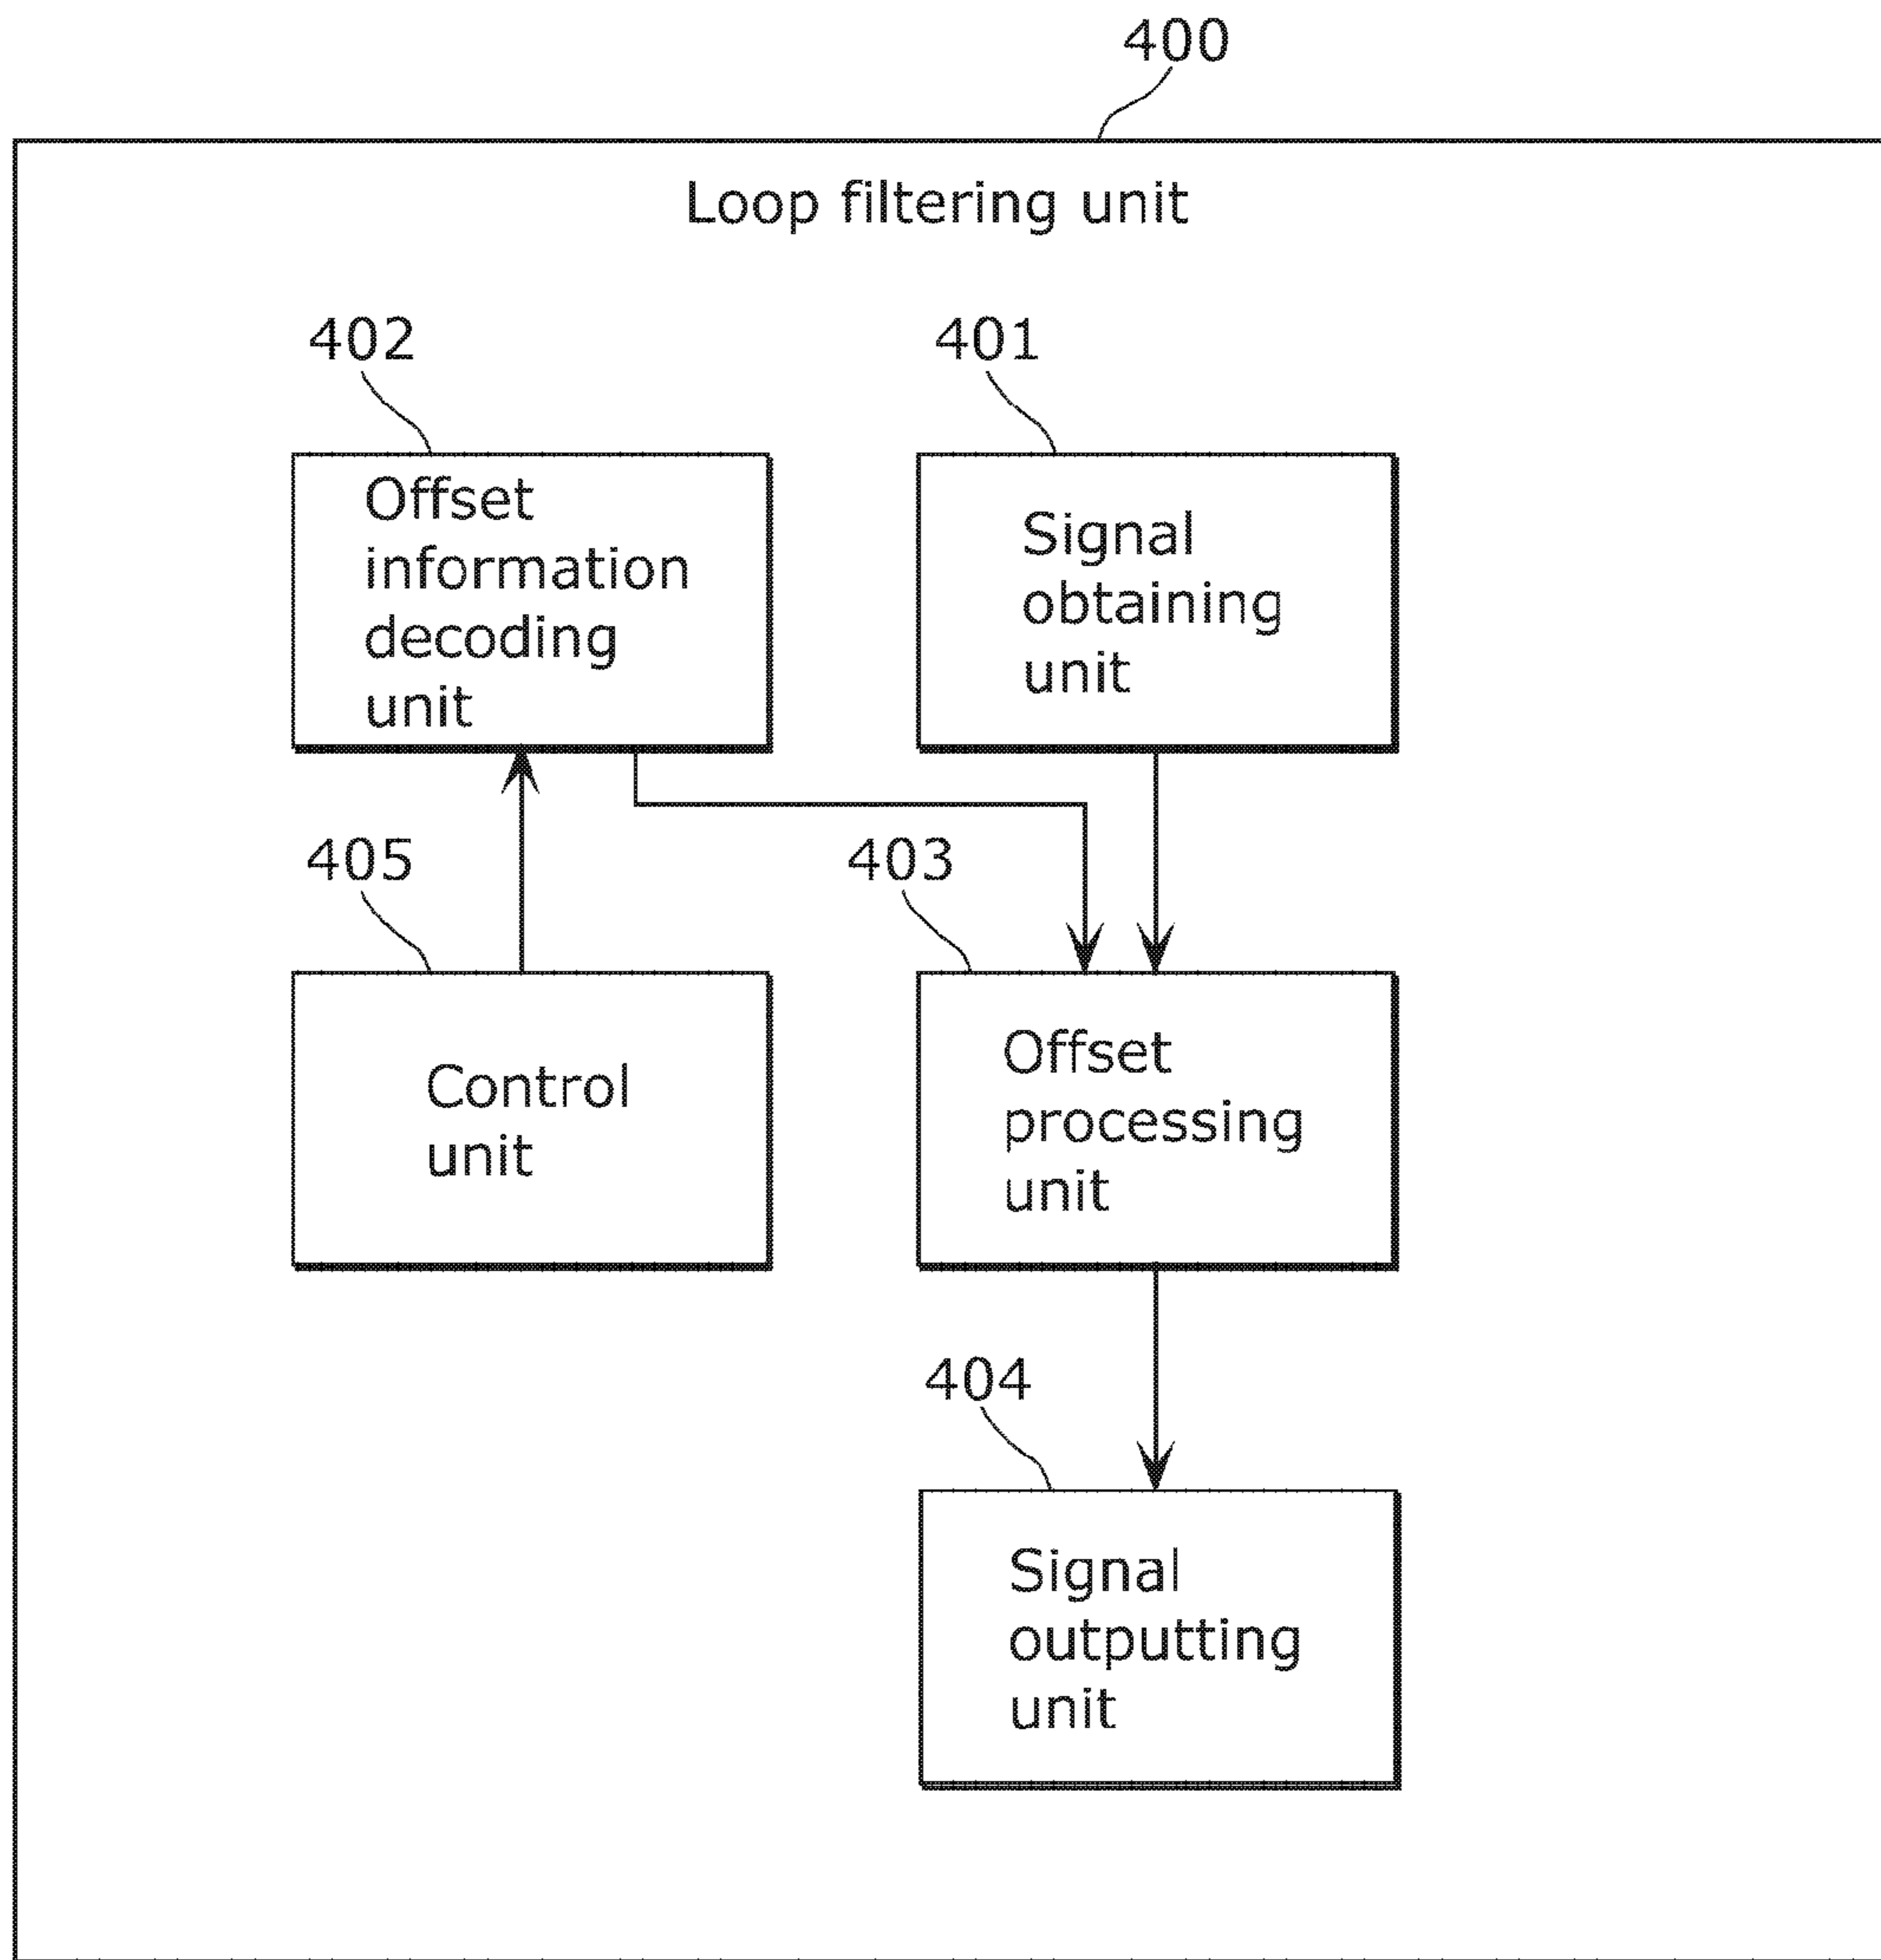 400
Loop filtering unit
402
401
Offset
information
decoding
unit
Signal
obtaining
unit
405
403
Control
unit
Offset
processing
unit
404
Signal
outputting
unit